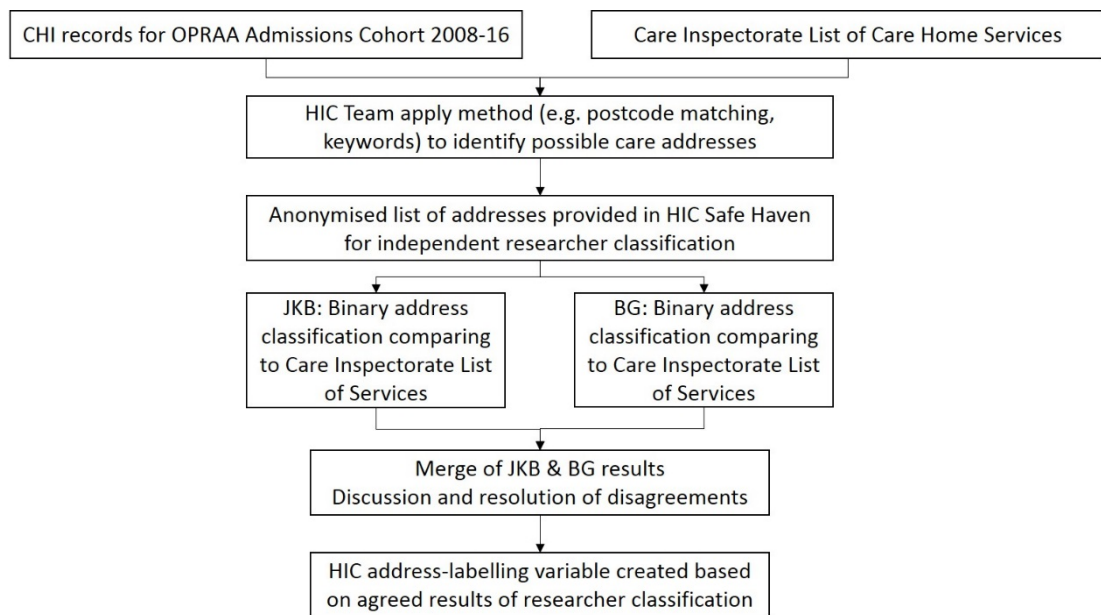 CHI records for OPRAA Admissions Cohort 2008-16
Care Inspectorate List of Care Home Services
HIC Team apply method (e.g. postcode matching,
keywords) to identify possible care addresses
Anonymised list of addresses provided in HIC Safe Haven
for independent researcher classification
JKB: Binary address
classification comparing
to Care Inspectorate List
of Services
BG: Binary address
classification comparing
to Care Inspectorate List
of Services
Merge of JKB & BG results
Discussion and resolution of disagreements
HIC address-labelling variable created based
on agreed results of researcher classification